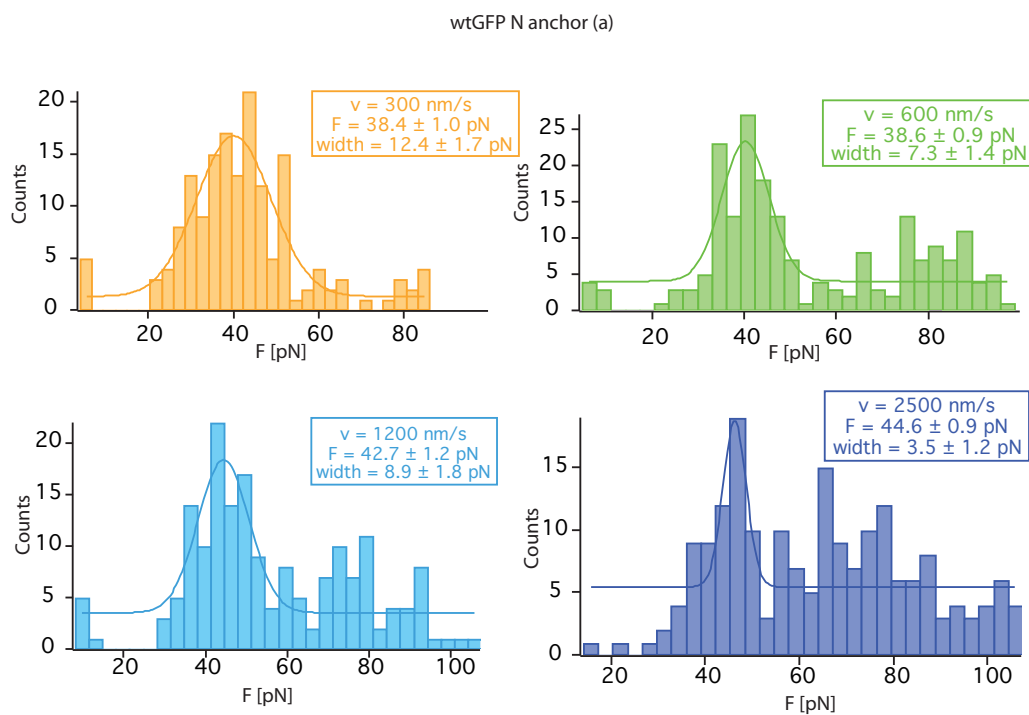 wtGFP N anchor (a)
20
15
10
5
0
Counts
v = 300 nm/s
F = 38.4 ± 1.0 pN
width = 12.4 ± 1.7 pN
20 40 60 80
F [pN]
25
20
15
10
5
0
Counts
v = 600 nm/s
F = 38.6 ± 0.9 pN
width = 7.3 ± 1.4 pN
20 40 60 80
F [pN]
20
15
10
5
0
Counts
v = 1200 nm/s
F = 42.7 ± 1.2 pN
width = 8.9 ± 1.8 pN
20 40 60 80 100
F [pN]
15
10
5
0
Counts
v = 2500 nm/s
F = 44.6 ± 0.9 pN
width = 3.5 ± 1.2 pN
20 40 60 80 100
F [pN]